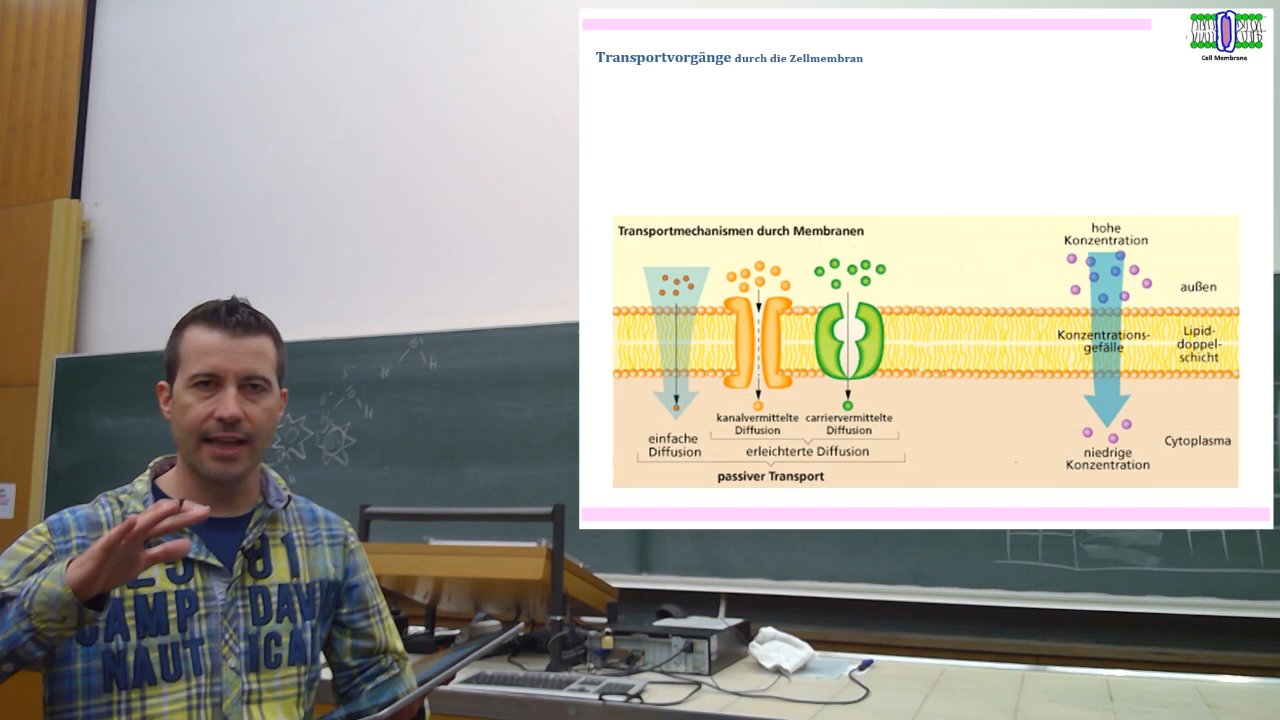 Transportvorgänge durch die Zellmembran
Cell Membrane
Transportmechanismen durch Membranen
hohe
Konzentration
außen
Konzentrations-
gefälle
Lipid-
doppel-
schicht
kanalvermittelte
Diffusion
carriervermittelte
Diffusion
einfache
Diffusion
erleichterte Diffusion
passiver Transport
niedrige
Konzentration
Cytoplasma
H
H
H
H
CAMP DAV
NAUT ICAL